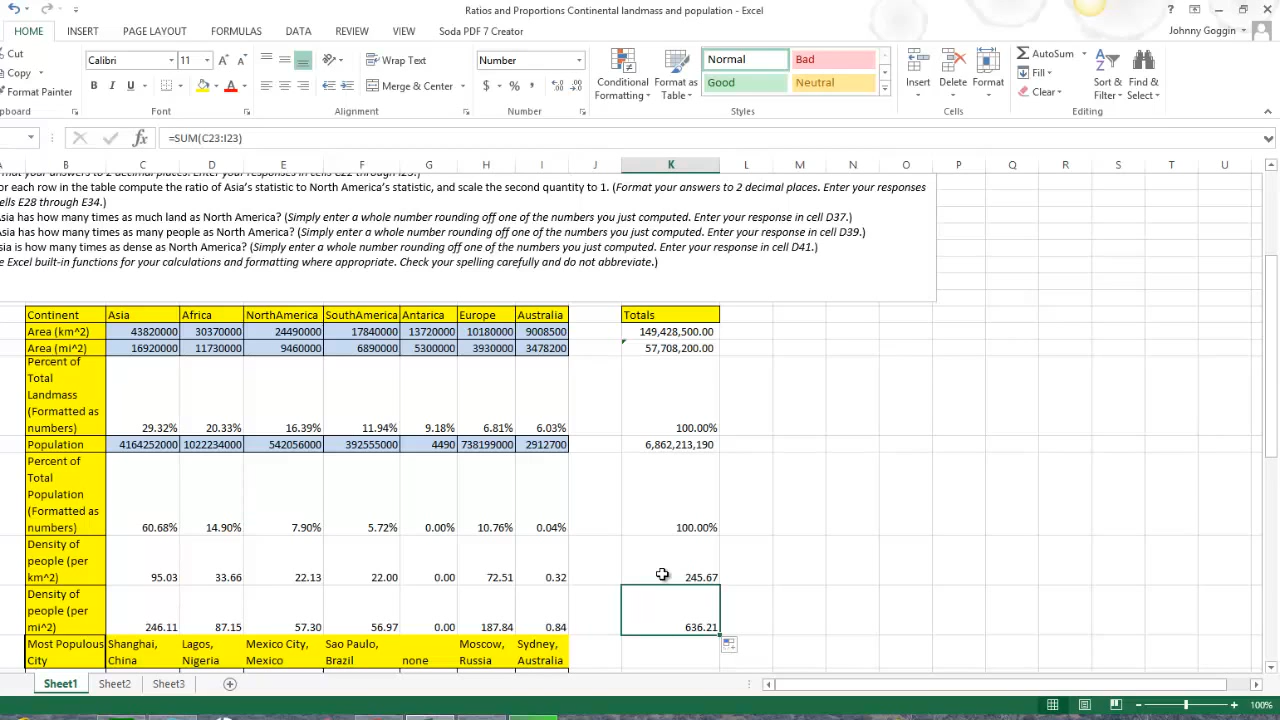 Ratios and Proportions Continental landmass and population - Excel
HOME INSERT PAGE LAYOUT FORMULAS DATA REVIEW VIEW Soda PDF 7 Creator Johnny Goggin
Cut
Copy
Format Painter
Calibri 11
B I U
Wrap Text
Merge & Center
Number
$ % ,
Conditional Formatting
Format as Table
Normal Bad
Good Neutral
Insert Delete Format
AutoSum
Fill
Clear
Sort & Filter
Find & Select
Font Alignment Number Styles Cells Editing
fx =SUM(C23:I23)
B C D E F G H I J K L M N O P Q R S T U
or each row in the table compute the ratio of Asia's statistic to North America's statistic, and scale the second quantity to 1. (Format your answers to 2 decimal places. Enter your responses
ells E28 through E34.)
Asia has how many times as much land as North America? (Simply enter a whole number rounding off one of the numbers you just computed. Enter your response in cell D37.)
Asia has how many times as many people as North America? (Simply enter a whole number rounding off one of the numbers you just computed. Enter your response in cell D39.)
sia is how many times as dense as North America? (Simply enter a whole number rounding off one of the numbers you just computed. Enter your response in cell D41.)
e Excel built-in functions for your calculations and formatting where appropriate. Check your spelling carefully and do not abbreviate.)
Continent Asia Africa NorthAmerica SouthAmerica Antarica Europe Australia Totals
Area (km^2) 43820000 30370000 24490000 17840000 13720000 10180000 9008500 149,428,500.00
Area (mi^2) 16920000 11730000 9460000 6890000 5300000 3930000 3478200 57,708,200.00
Percent of
Total
Landmass
(Formatted as
numbers) 29.32% 20.33% 16.39% 11.94% 9.18% 6.81% 6.03% 100.00%
Population 4164252000 1022234000 542056000 392555000 4490 738199000 2912700 6,862,213,190
Percent of
Total
Population
(Formatted as
numbers) 60.68% 14.90% 7.90% 5.72% 0.00% 10.76% 0.04% 100.00%
Density of
people (per
km^2) 95.03 33.66 22.13 22.00 0.00 72.51 0.32 245.67
Density of
people (per
mi^2) 246.11 87.15 57.30 56.97 0.00 187.84 0.84 636.21
Most Populous Shanghai, Lagos, Mexico City, Sao Paulo, Moscow, Sydney,
City China Nigeria Mexico Brazil none Russia Australia
Sheet1 Sheet2 Sheet3
100%